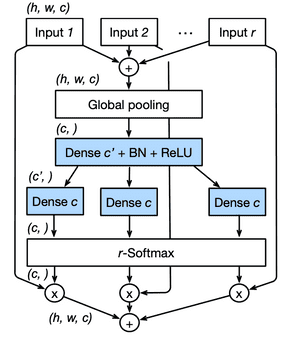 (h, w, c)
Input 1 Input 2 ... Input r
+
(h, w, c)
Global pooling
(c, )
Dense c' + BN + ReLU
(c', )
Dense c Dense c Dense c
(c, )
r-Softmax
(c, )
x x x
(h, w, c)
+